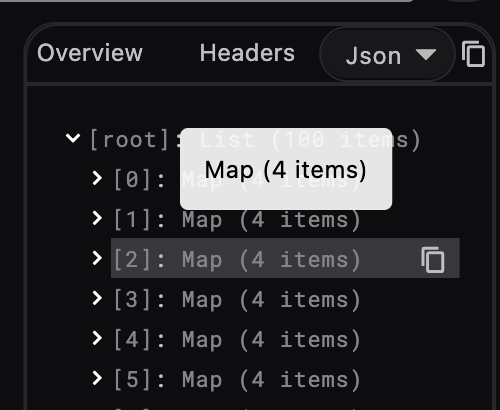 Overview Headers Json
[root]: List (100 items)
Map (4 items)
[0]: Map (4 items)
[1]: Map (4 items)
[2]: Map (4 items)
[3]: Map (4 items)
[4]: Map (4 items)
[5]: Map (4 items)